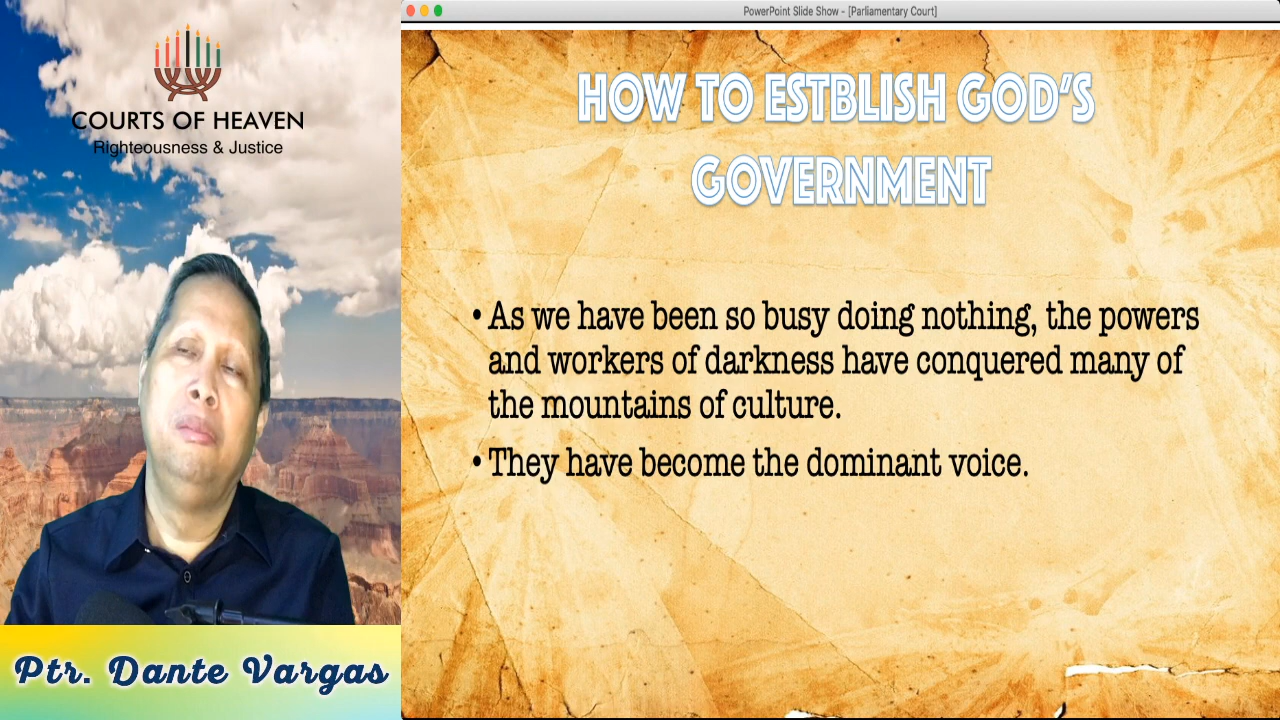 COURTS OF HEAVEN
Righteousness & Justice
Ptr. Dante Vargas
PowerPoint Slide Show - [Parliamentary Court]
HOW TO ESTBLISH GOD'S
GOVERNMENT
• As we have been so busy doing nothing, the powers
and workers of darkness have conquered many of
the mountains of culture.
• They have become the dominant voice.